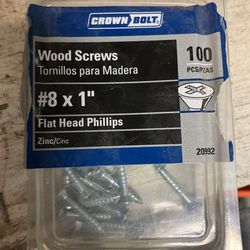 CROWN BOLT
Wood Screws
Tornillos para Madera
100
PCS/PZAS
#8 x 1"
Flat Head Phillips
Zinc/Cinc
20992